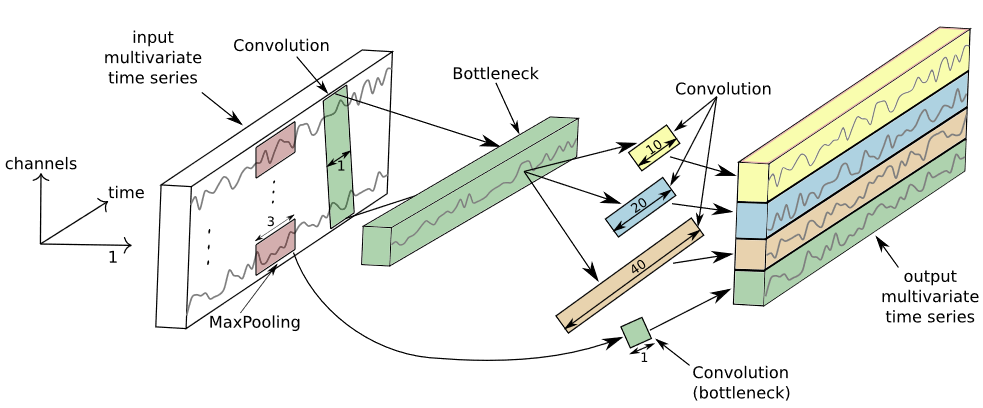 input
multivariate
time series
Convolution
Bottleneck
Convolution
channels
time
1
1
3
MaxPooling
10
20
40
1
Convolution
(bottleneck)
output
multivariate
time series